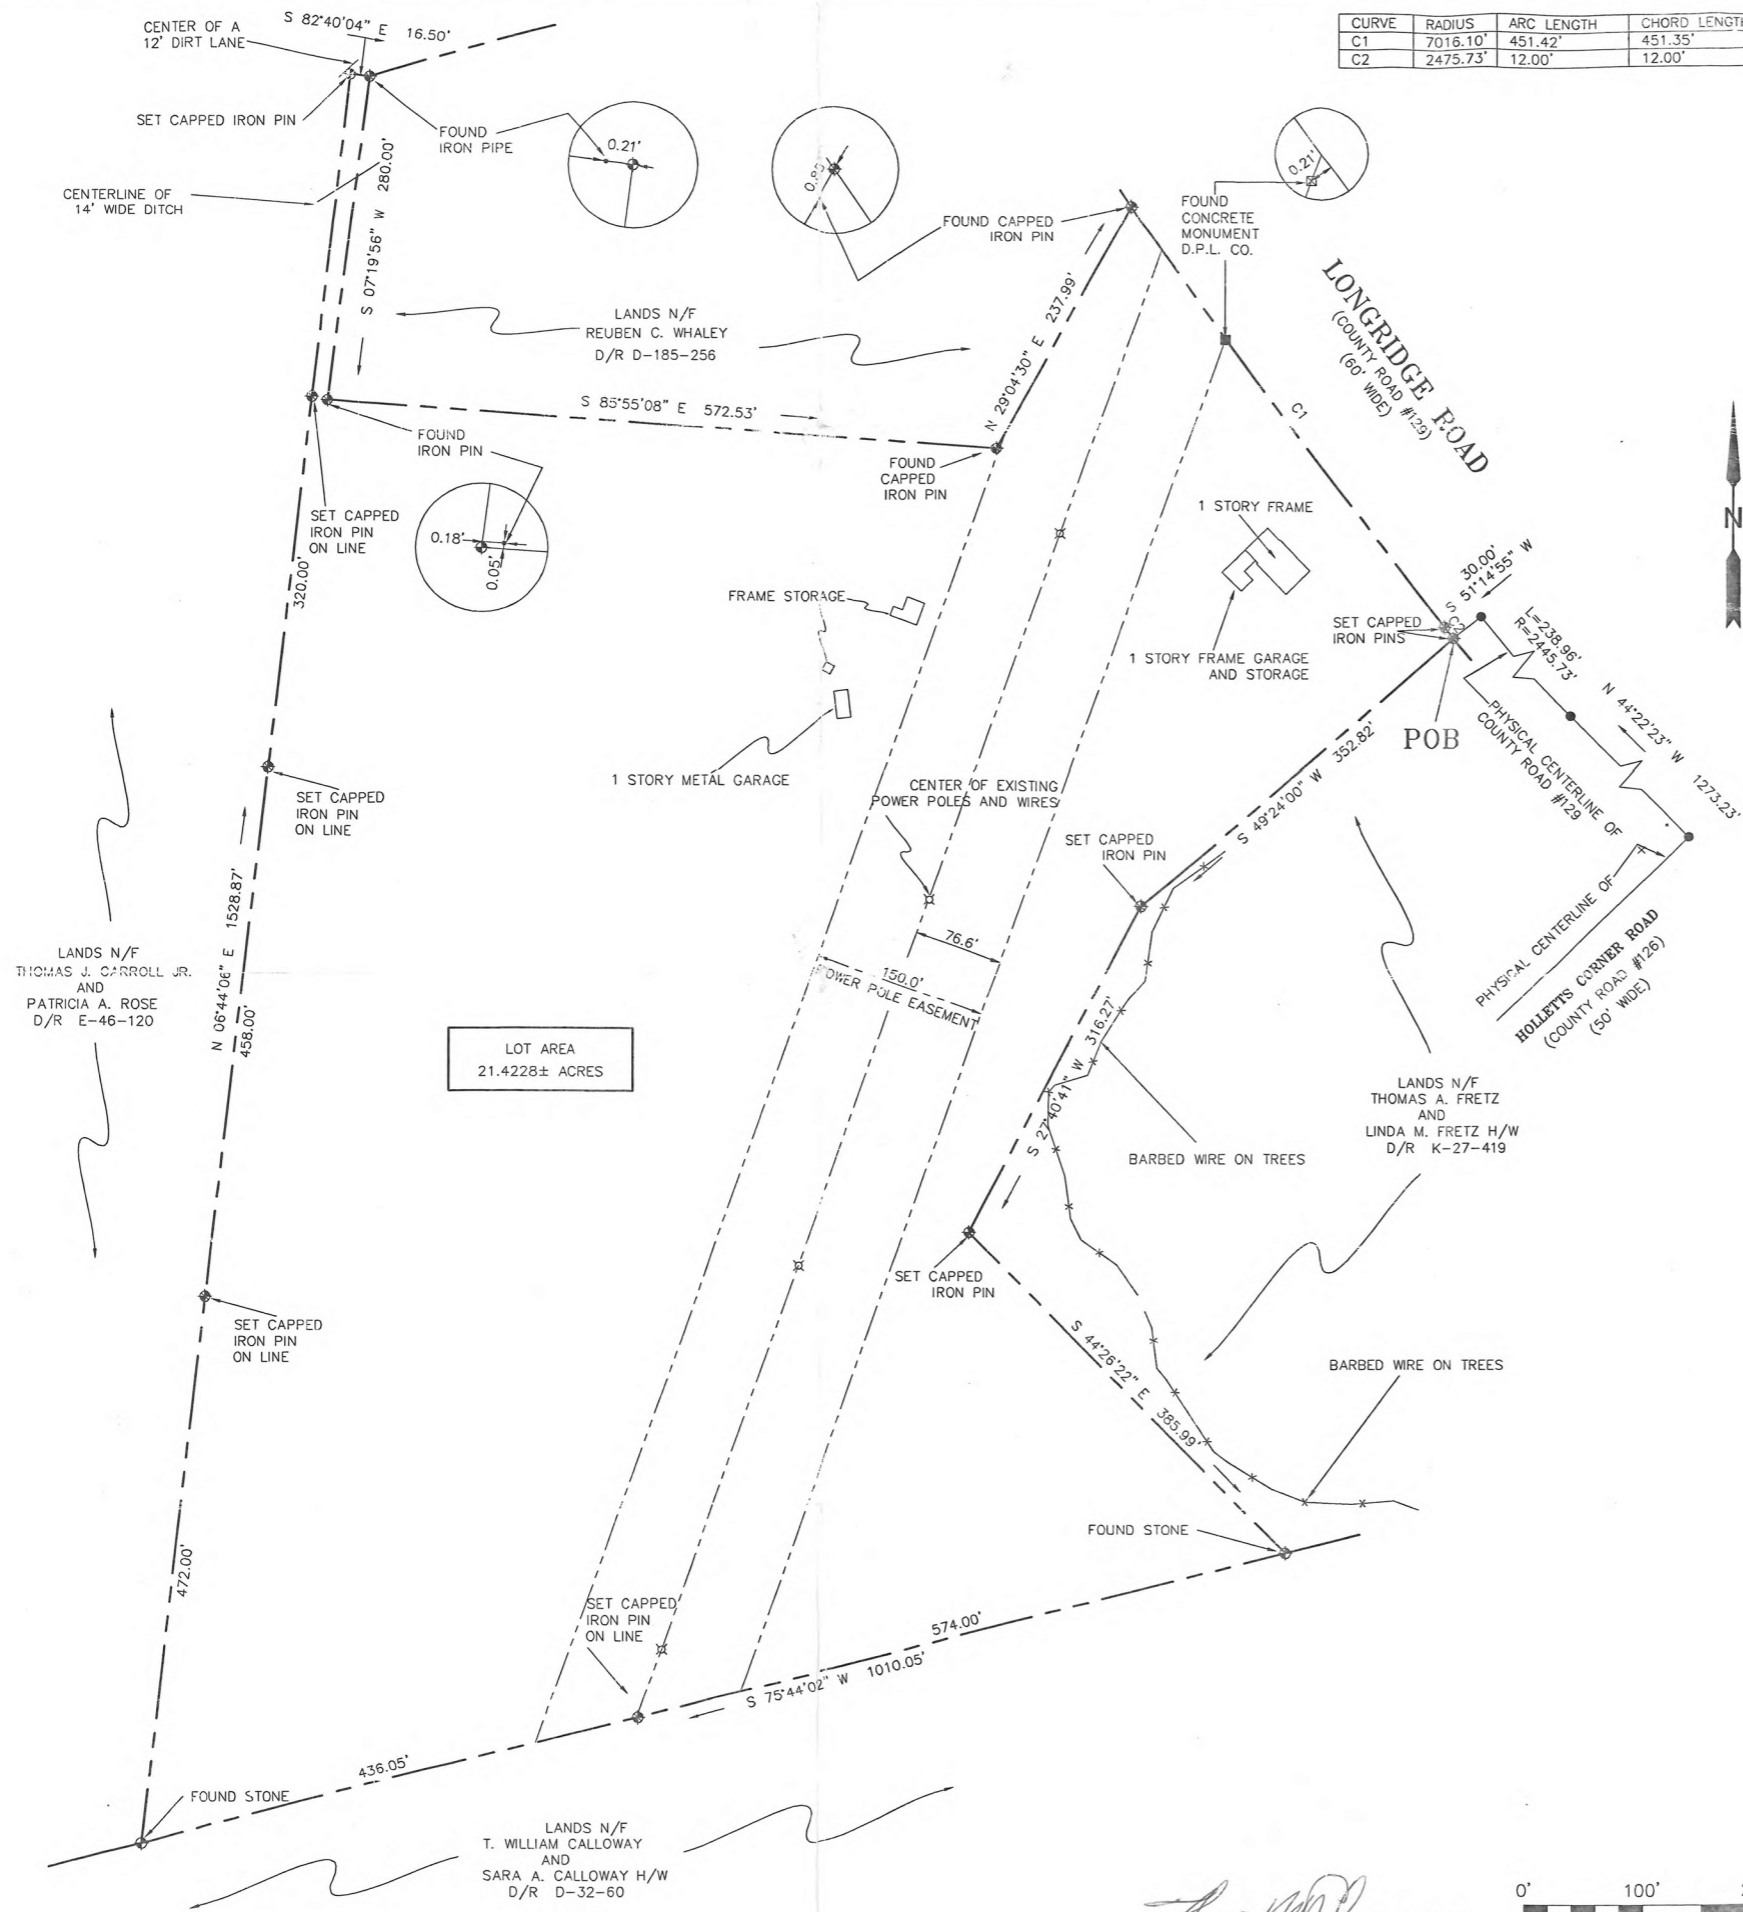 CENTER OF A
12' DIRT LANE
S 82°40'04" E 16.50'
CURVE RADIUS ARC LENGTH CHORD LENGTH
C1 7016.10' 451.42' 451.35'
C2 2475.73' 12.00' 12.00'
SET CAPPED IRON PIN
FOUND
IRON PIPE
0.21'
0.21'
CENTERLINE OF
14' WIDE DITCH
S 07°19'56" W 280.00'
FOUND CAPPED
IRON PIN
FOUND
CONCRETE
MONUMENT
D.P.L. CO.
LONGRIDGE ROAD
(COUNTY ROAD #129)
(60' WIDE)
LANDS N/F
REUBEN C. WHALEY
D/R D-185-256
N 29°04'30" E 237.99'
S 85°55'08" E 572.53'
C1
FOUND
IRON PIN
FOUND
CAPPED
IRON PIN
N
SET CAPPED
IRON PIN
ON LINE
0.18'
0.05'
320.00'
1 STORY FRAME
FRAME STORAGE
30.00'
S 51°14'55" W
C2
SET CAPPED
IRON PINS
L=238.96'
R=2445.73'
1 STORY FRAME GARAGE
AND STORAGE
N 44°22'23" W 1273.23'
PHYSICAL CENTERLINE OF
COUNTY ROAD #129
POB
1 STORY METAL GARAGE
CENTER OF EXISTING
POWER POLES AND WIRES
SET CAPPED
IRON PIN
ON LINE
S 49°24'00" W 352.82'
SET CAPPED
IRON PIN
PHYSICAL CENTERLINE OF
HOLLETTS CORNER ROAD
(COUNTY ROAD #126)
(50' WIDE)
N 06°44'06" E 1528.87'
458.00'
LANDS N/F
THOMAS J. CARROLL JR.
AND
PATRICIA A. ROSE
D/R E-46-120
76.6'
150.0'
POWER POLE EASEMENT
LOT AREA
21.4228± ACRES
S 27°40'41" W 316.27'
LANDS N/F
THOMAS A. FRETZ
AND
LINDA M. FRETZ H/W
D/R K-27-419
BARBED WIRE ON TREES
SET CAPPED
IRON PIN
SET CAPPED
IRON PIN
ON LINE
S 44°26'22" E 385.99'
BARBED WIRE ON TREES
FOUND STONE
472.00'
SET CAPPED
IRON PIN
ON LINE
574.00'
S 75°44'02" W 1010.05'
436.05'
FOUND STONE
LANDS N/F
T. WILLIAM CALLOWAY
AND
SARA A. CALLOWAY H/W
D/R D-32-60
0' 100'